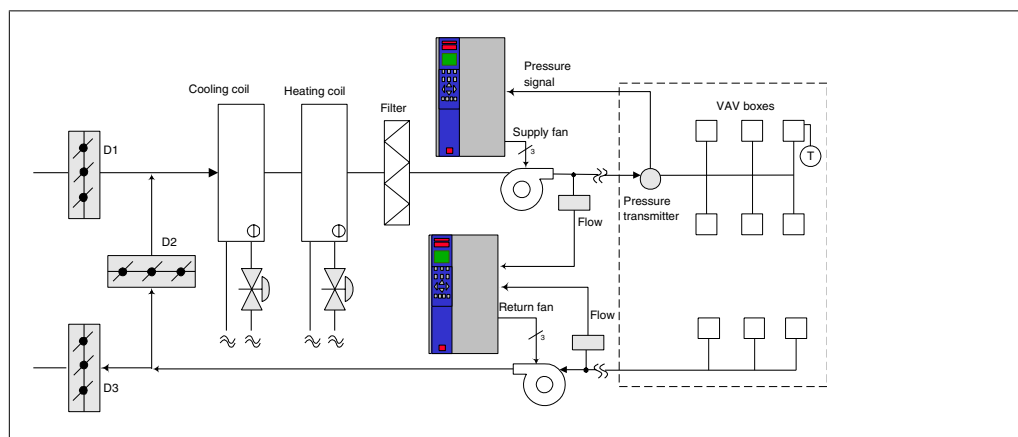 Cooling coil
Heating coil
Filter
Pressure
signal
Supply fan
3
VAV boxes
T
D1
Pressure
transmitter
Flow
D2
Return fan
3
Flow
D3